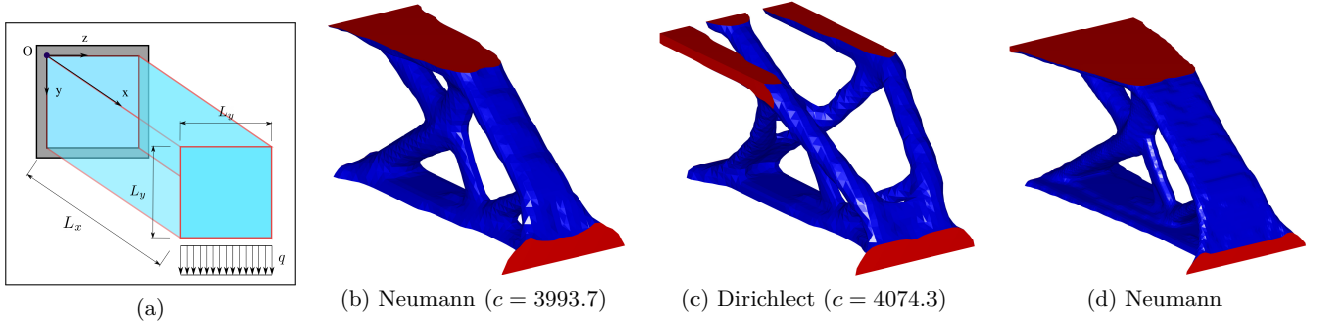 O
z
y
x
L_y
L_y
L_x
q
(a)
(b) Neumann (c = 3993.7)
(c) Dirichlect (c = 4074.3)
(d) Neumann